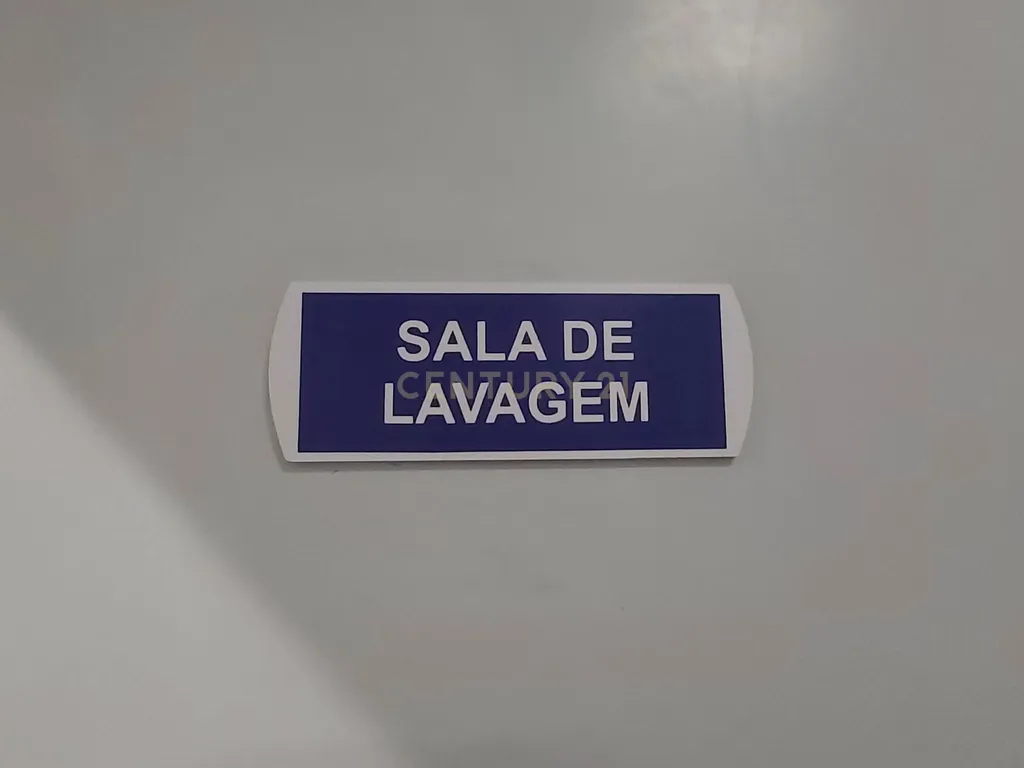 SALA DE
CENTURY 21
LAVAGEM